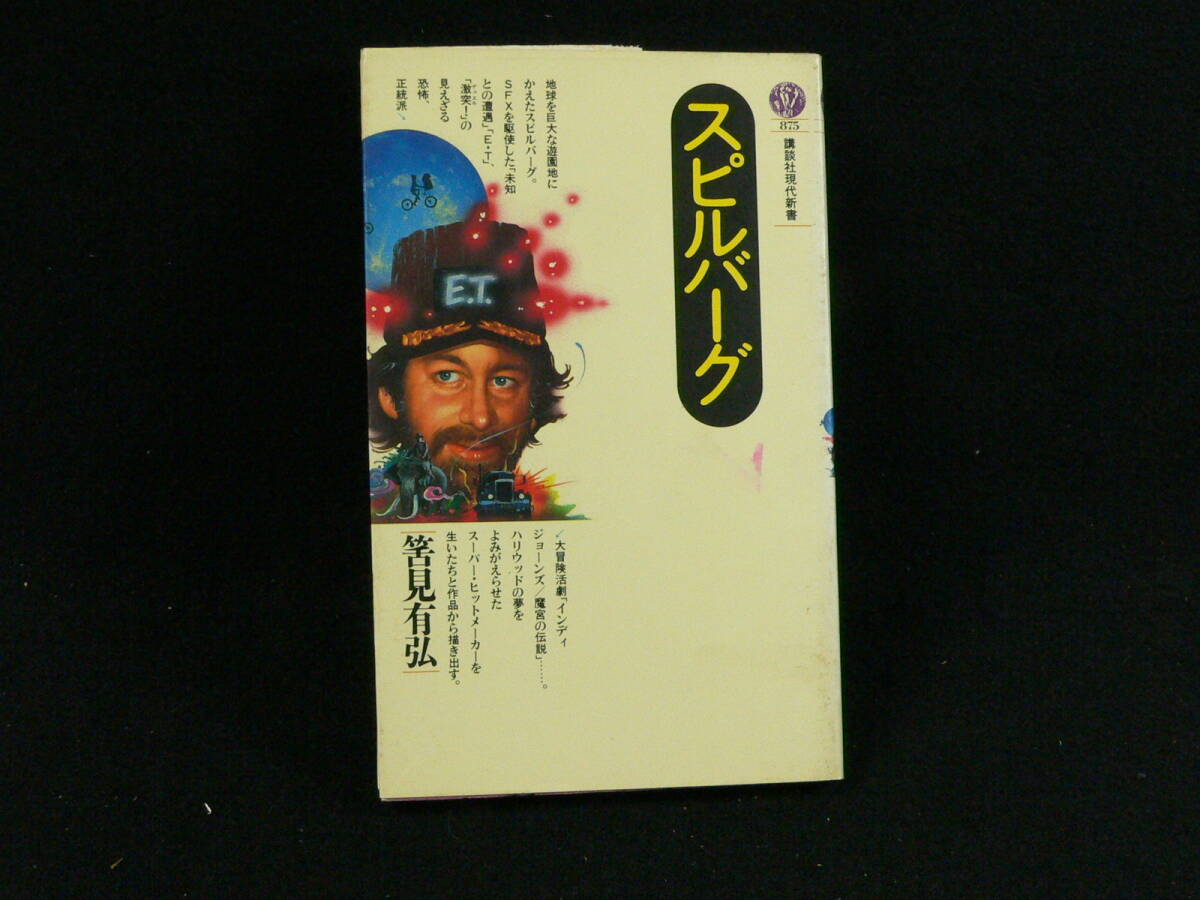 875
講談社現代新書
スピルバーグ
地球を巨大な遊園地に
かえたスピルバーグ。
SFXを駆使した「未知
との遭遇」「E・T」、
「激突!」の
見えざる
恐怖、
正統派
E.T.
大冒険活劇「インディ
ジョーンズ/魔宮の伝説」……。
ハリウッドの夢を
よみがえらせた
スーパー・ヒットメーカーを
生いたちと作品から描き出す。
筈見有弘